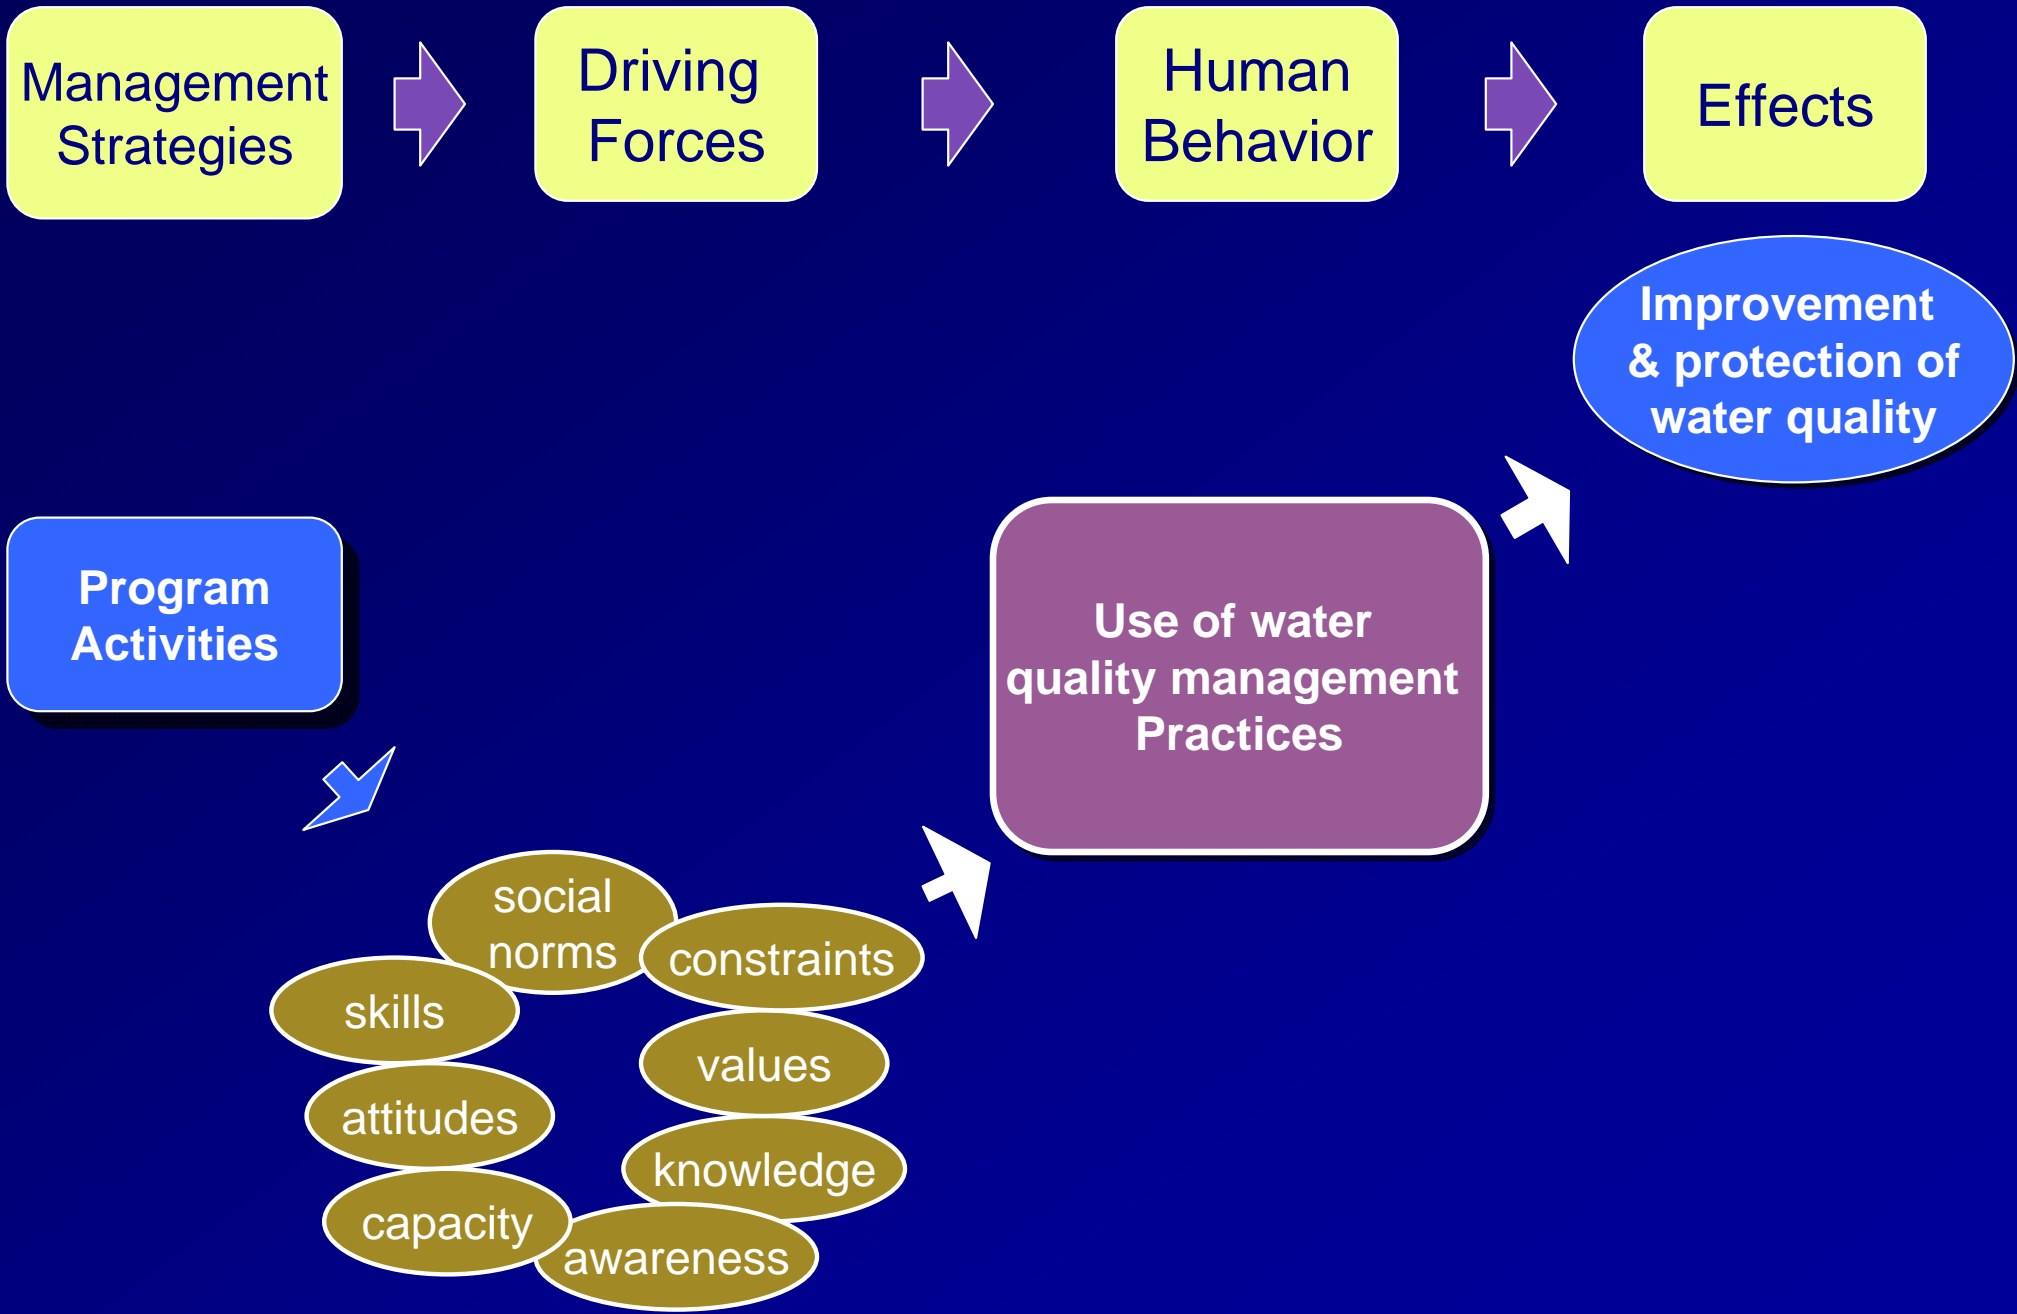 Management
Strategies
Driving
Forces
Human
Behavior
Effects
Improvement
& protection of
water quality
Program
Activities
Use of water
quality management
Practices
social
norms
constraints
skills
values
attitudes
knowledge
capacity
awareness